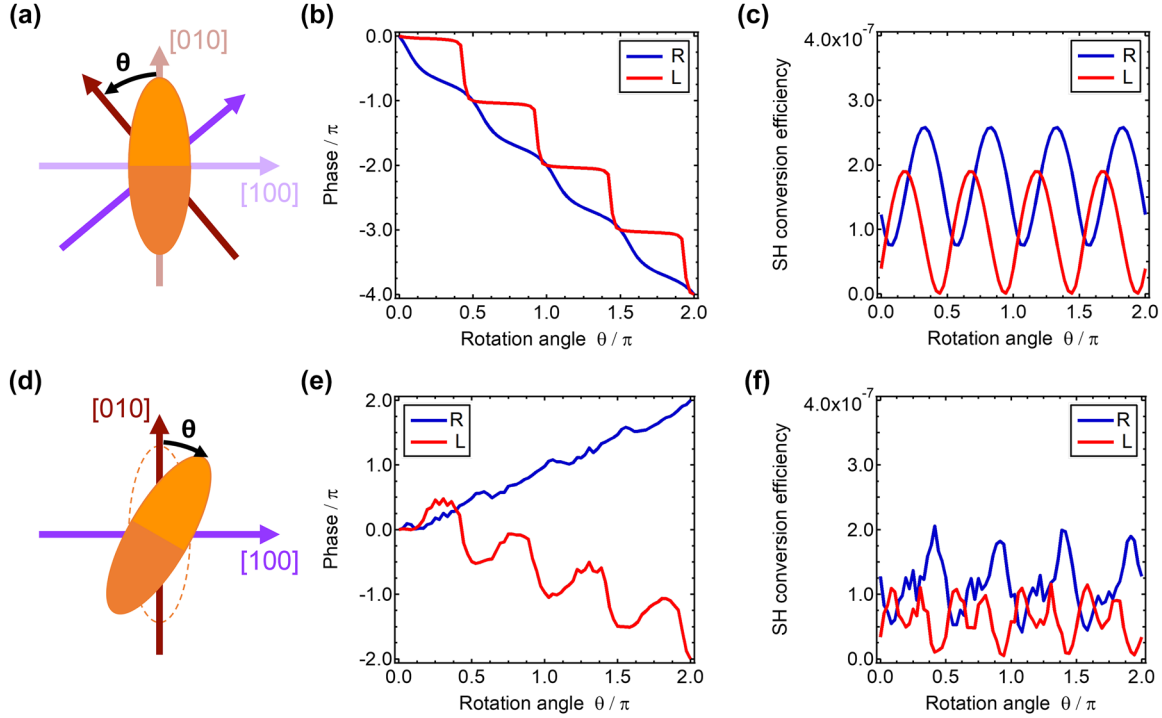 (a)
θ
[010]
[100]
(b)
Phase / π
0.0
-1.0
-2.0
-3.0
-4.0
R
L
0.0 0.5 1.0 1.5 2.0
Rotation angle θ / π
(c)
SH conversion efficiency
4.0x10⁻⁷
3.0
2.0
1.0
0.0
R
L
0.0 0.5 1.0 1.5 2.0
Rotation angle θ / π
(d)
[010]
θ
[100]
(e)
Phase / π
2.0
1.0
0.0
-1.0
-2.0
R
L
0.0 0.5 1.0 1.5 2.0
Rotation angle θ / π
(f)
SH conversion efficiency
4.0x10⁻⁷
3.0
2.0
1.0
0.0
R
L
0.0 0.5 1.0 1.5 2.0
Rotation angle θ / π